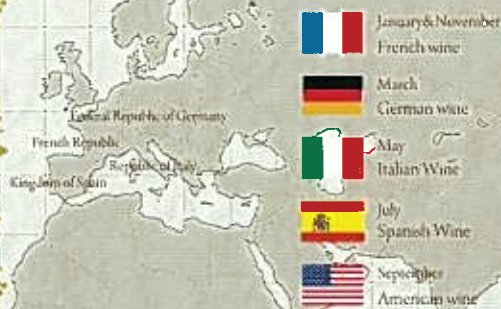 January&November
French wine
March
German wine
Federal Republic of Germany
May
French Republic
Republic of Italy
Italian Wine
Kingdom of Spain
July
Spanish Wine
September
American wine